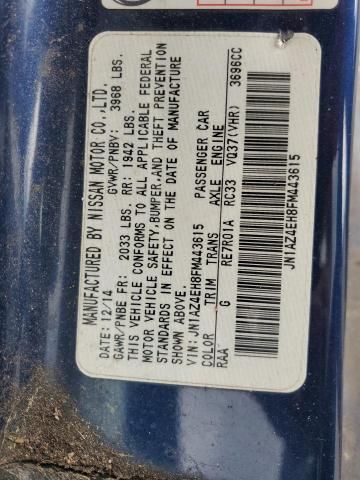 MANUFACTURED BY NISSAN MOTOR CO.,LTD.
DATE: 12/14 GVWR/PNBV: 3968 LBS.
GAWR/PNBE FR: 2033 LBS. RR: 1942 LBS.
THIS VEHICLE CONFORMS TO ALL APPLICABLE FEDERAL
MOTOR VEHICLE SAFETY,BUMPER,AND THEFT PREVENTION
STANDARDS IN EFFECT ON THE DATE OF MANUFACTURE
SHOWN ABOVE.
VIN: JN1AZ4EH8FM443615 PASSENGER CAR
COLOR TRIM TRANS AXLE ENGINE
RAA G RE7R01A RC33 VQ37(VHR) 3696CC
JN1AZ4EH8FM443615